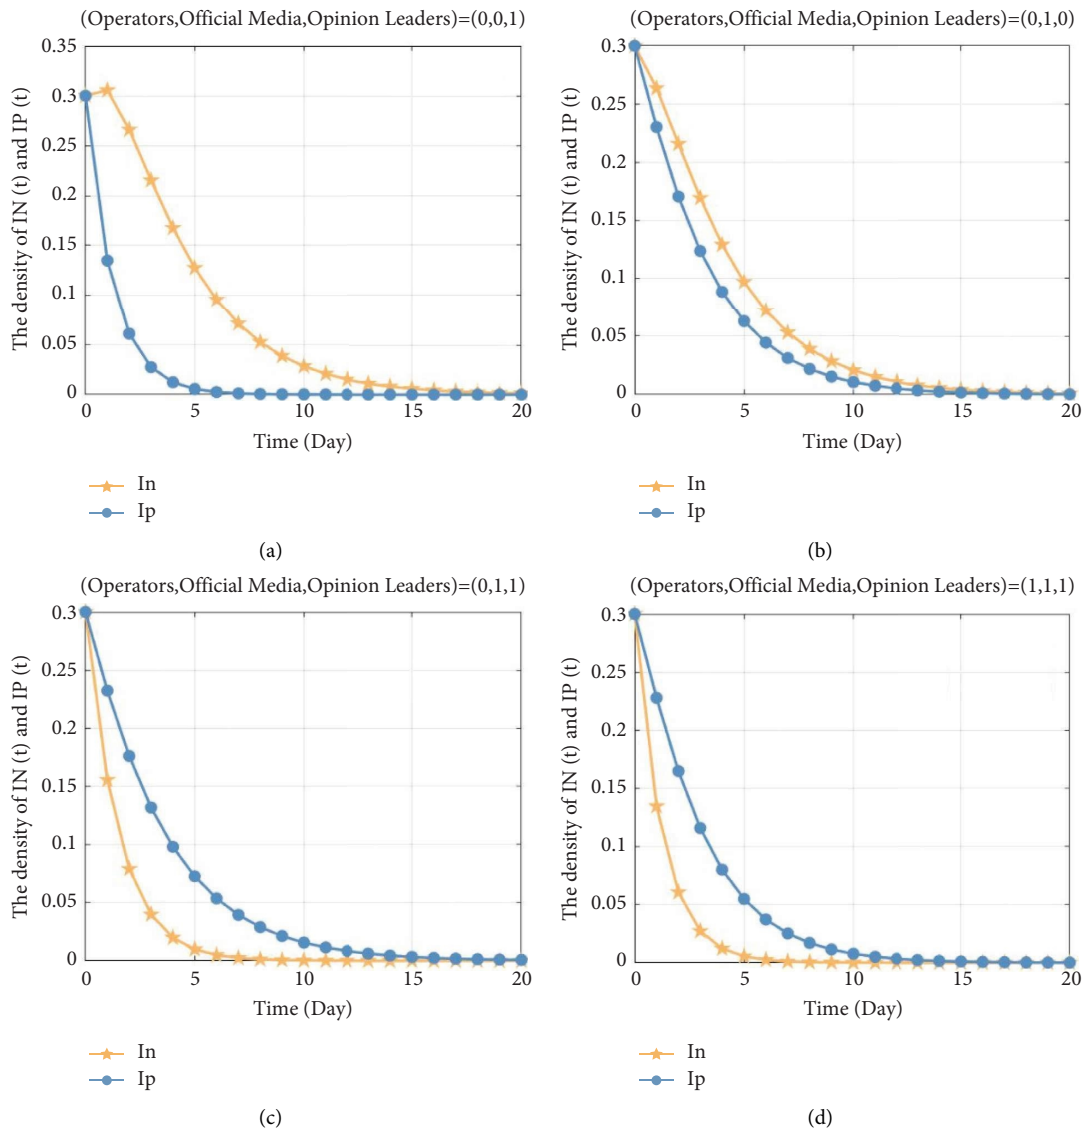 (Operators,Official Media,Opinion Leaders)=(0,0,1)
0.35
0.3
0.25
0.2
0.15
0.1
0.05
0
The density of IN (t) and IP (t)
0 5 10 15 20
Time (Day)
In
Ip
(a)
(Operators,Official Media,Opinion Leaders)=(0,1,0)
0.3
0.25
0.2
0.15
0.1
0.05
0
The density of IN (t) and IP (t)
0 5 10 15 20
Time (Day)
In
Ip
(b)
(Operators,Official Media,Opinion Leaders)=(0,1,1)
0.3
0.25
0.2
0.15
0.1
0.05
0
The density of IN (t) and IP (t)
0 5 10 15 20
Time (Day)
In
Ip
(c)
(Operators,Official Media,Opinion Leaders)=(1,1,1)
0.3
0.25
0.2
0.15
0.1
0.05
0
The density of IN (t) and IP (t)
0 5 10 15 20
Time (Day)
In
Ip
(d)